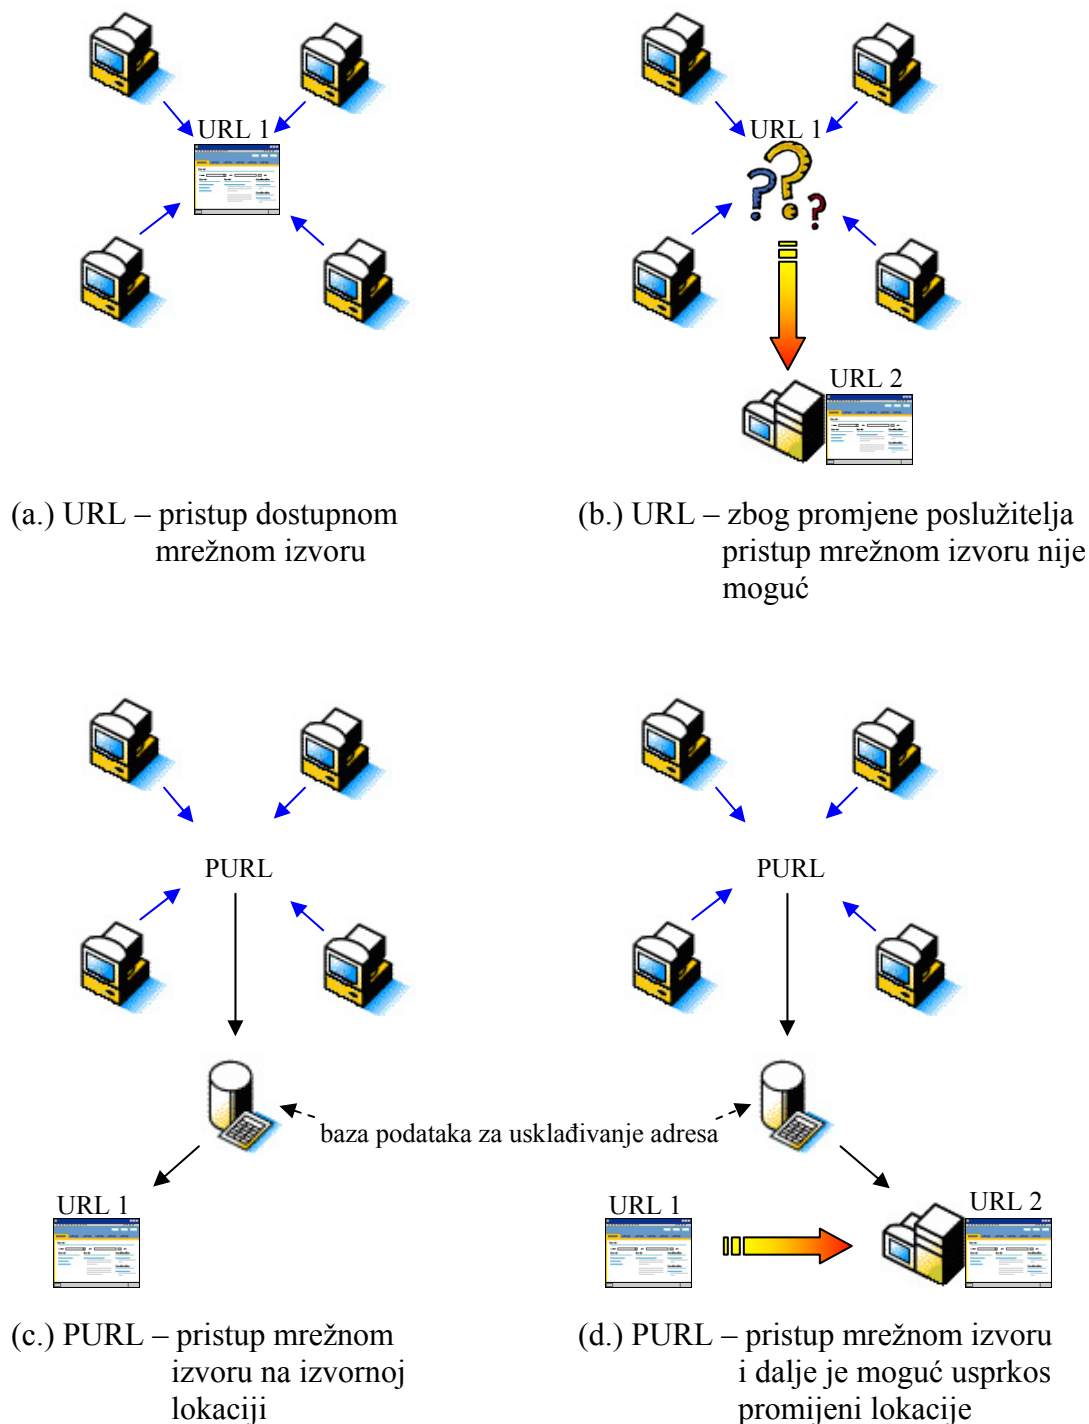 URL 1
URL 1
URL 2
(a.) URL – pristup dostupnom
mrežnom izvoru
(b.) URL – zbog promjene poslužitelja
pristup mrežnom izvoru nije
moguć
PURL
PURL
baza podataka za usklađivanje adresa
URL 1
URL 1
URL 2
(c.) PURL – pristup mrežnom
izvoru na izvornoj
lokaciji
(d.) PURL – pristup mrežnom izvoru
i dalje je moguć usprkos
promijeni lokacije